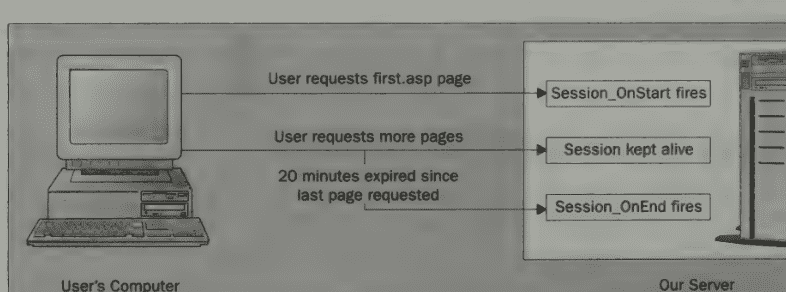 User requests first.asp page
Session_OnStart fires
User requests more pages
Session kept alive
20 minutes expired since
last page requested
Session_OnEnd fires
User's Computer
Our Server